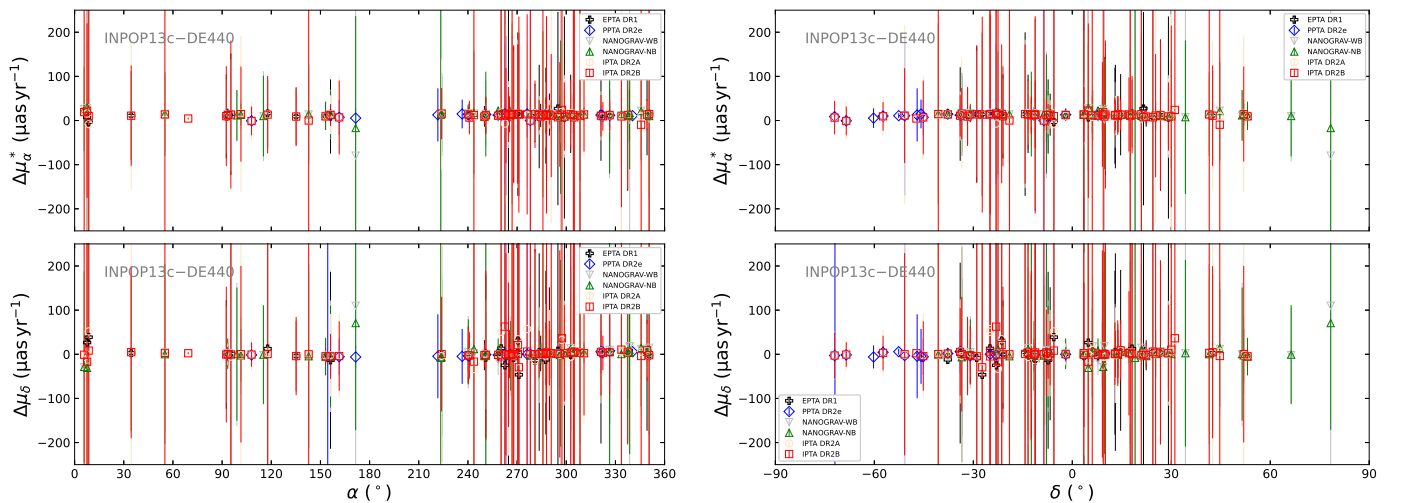 INPOP13c−DE440
EPTA DR1
PPTA DR2e
NANOGRAV-WB
NANOGRAV-NB
IPTA DR2A
IPTA DR2B
200
100
0
−100
−200
Δμ*α (μas yr−1)
INPOP13c−DE440
EPTA DR1
PPTA DR2e
NANOGRAV-WB
NANOGRAV-NB
IPTA DR2A
IPTA DR2B
200
100
0
−100
−200
Δμ*α (μas yr−1)
INPOP13c−DE440
EPTA DR1
PPTA DR2e
NANOGRAV-WB
NANOGRAV-NB
IPTA DR2A
IPTA DR2B
200
100
0
−100
−200
Δμδ (μas yr−1)
0 30 60 90 120 150 180 210 240 270 300 330 360
α (°)
INPOP13c−DE440
EPTA DR1
PPTA DR2e
NANOGRAV-WB
NANOGRAV-NB
IPTA DR2A
IPTA DR2B
200
100
0
−100
−200
Δμδ (μas yr−1)
−90 −60 −30 0 30 60 90
δ (°)